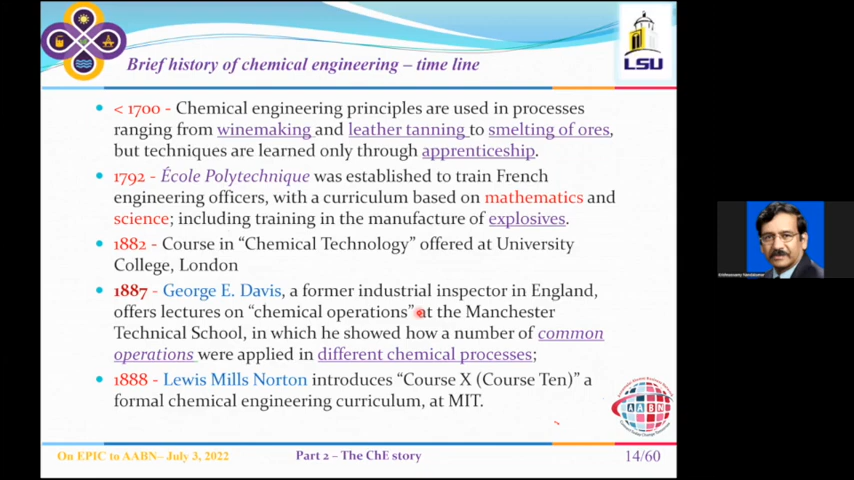 Brief history of chemical engineering – time line
LSU
• < 1700 - Chemical engineering principles are used in processes
ranging from winemaking and leather tanning to smelting of ores,
but techniques are learned only through apprenticeship.
• 1792 - École Polytechnique was established to train French
engineering officers, with a curriculum based on mathematics and
science; including training in the manufacture of explosives.
• 1882 - Course in “Chemical Technology” offered at University
College, London
• 1887 - George E. Davis, a former industrial inspector in England,
offers lectures on “chemical operations” at the Manchester
Technical School, in which he showed how a number of common
operations were applied in different chemical processes;
• 1888 - Lewis Mills Norton introduces “Course X (Course Ten)” a
formal chemical engineering curriculum, at MIT.
AABN
On EPIC to AABN– July 3, 2022
Part 2 – The ChE story
14/60